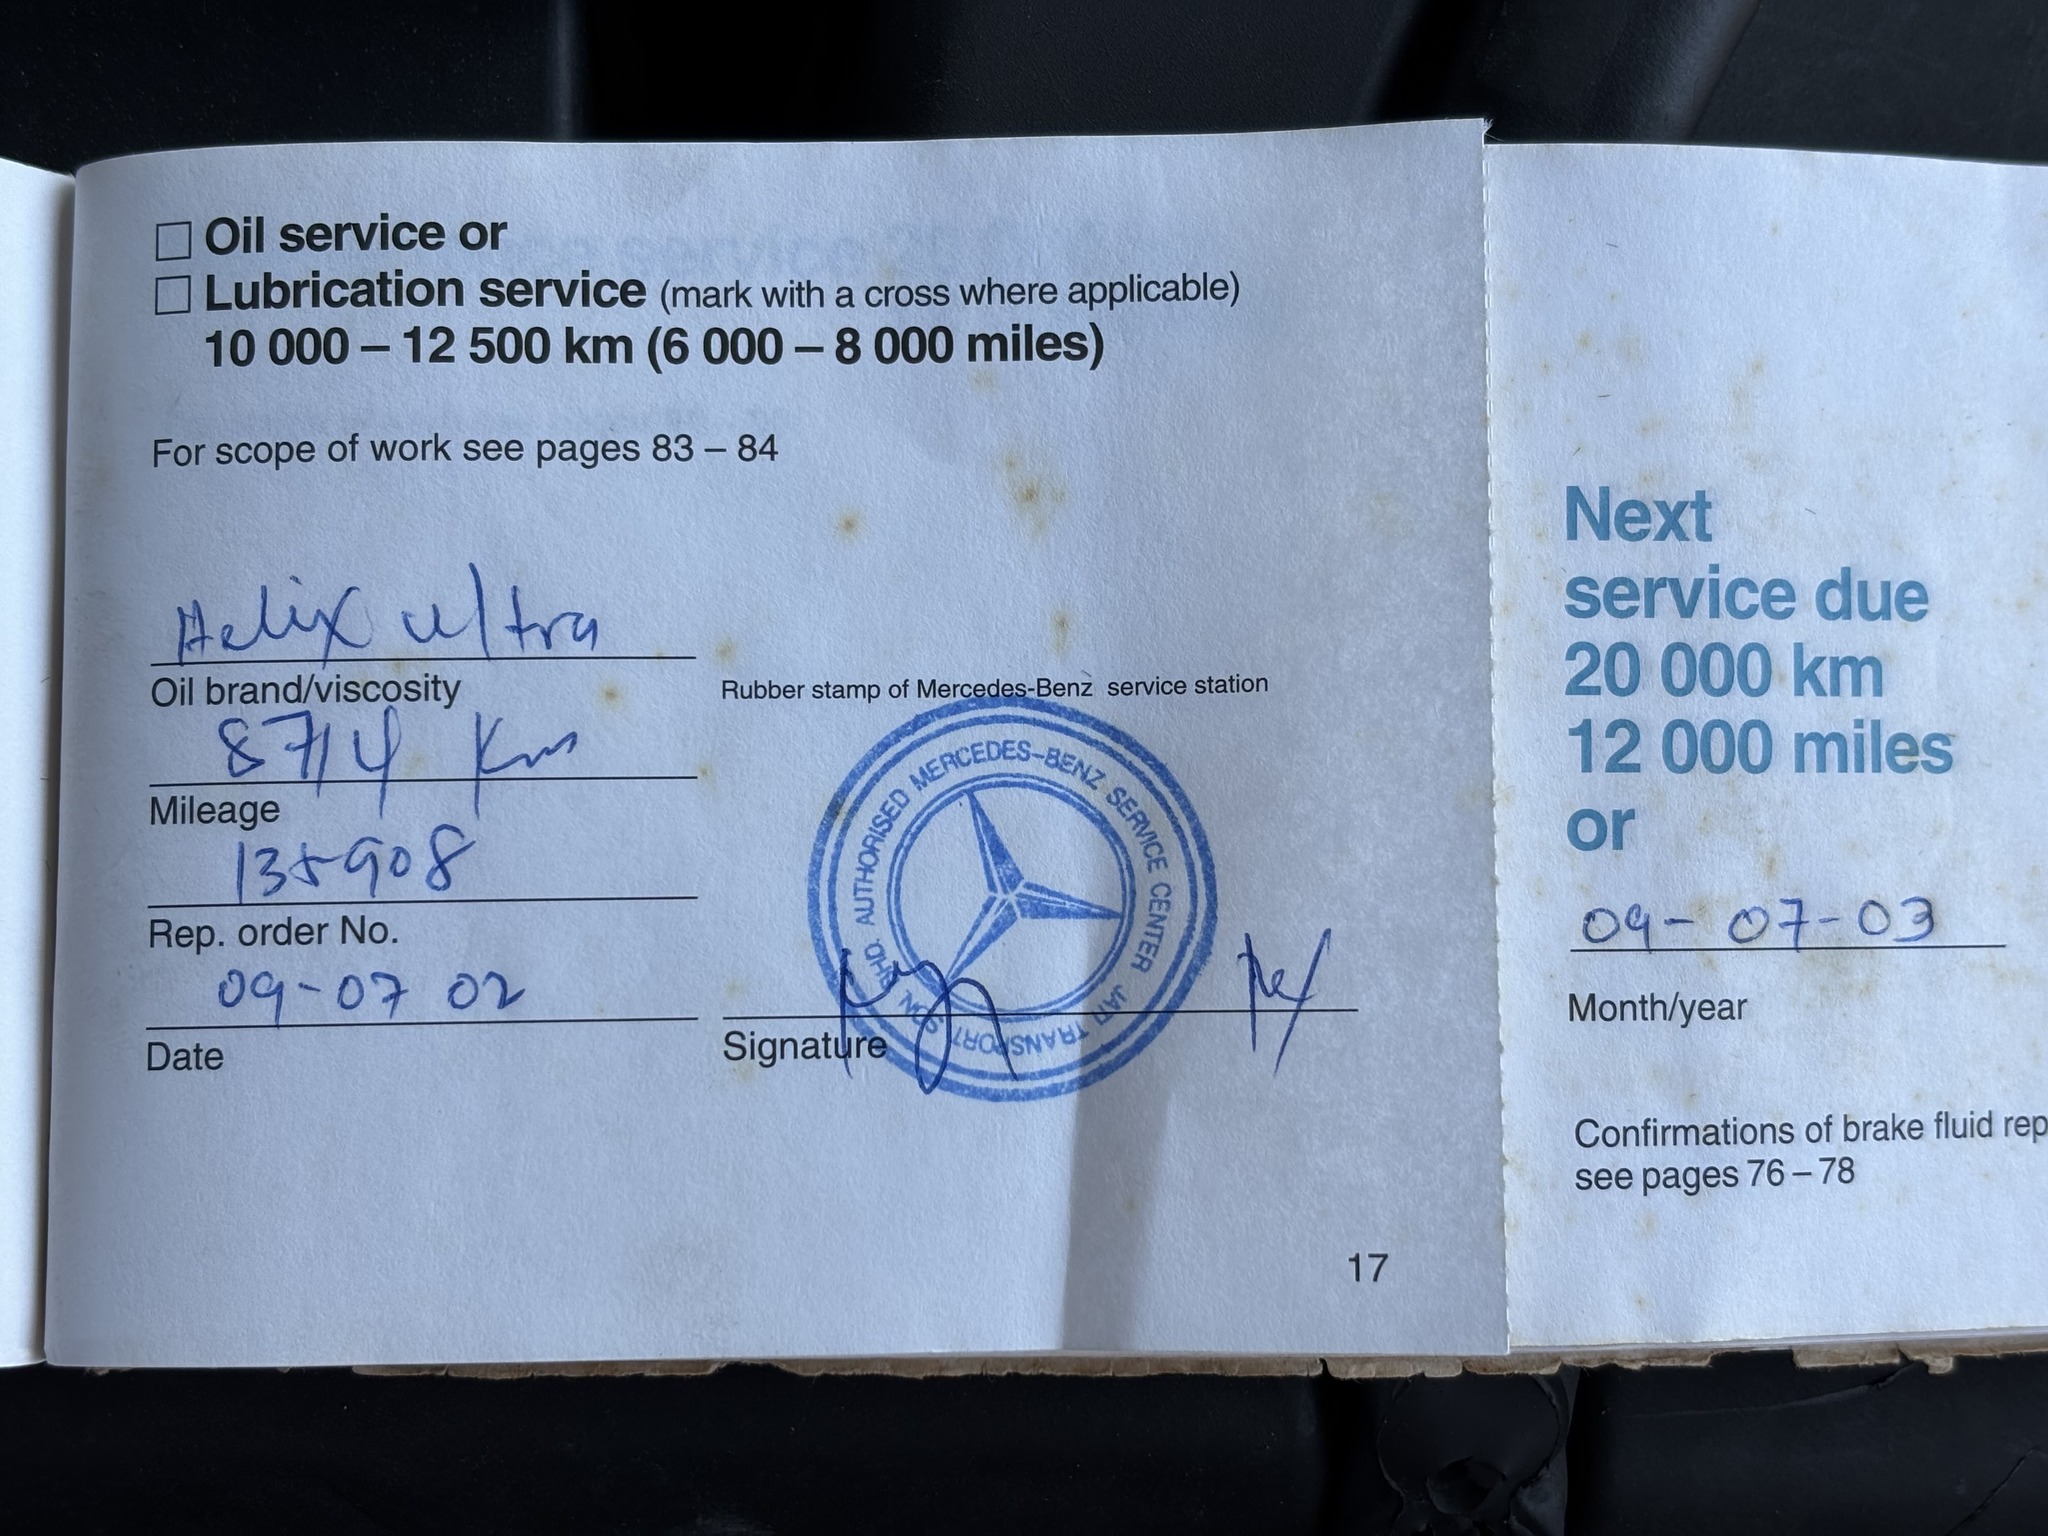 ☐ Oil service or
☐ Lubrication service (mark with a cross where applicable)
10 000 – 12 500 km (6 000 – 8 000 miles)
For scope of work see pages 83 – 84
Helix ultra
Oil brand/viscosity
8714 Km
Mileage
135908
Rep. order No.
09-07 02
Date
Rubber stamp of Mercedes-Benz service station
AUTHORISED MERCEDES-BENZ SERVICE CENTER
TRANSPORT SDN. BHD.
Signature
17
Next
service due
20 000 km
12 000 miles
or
09-07-03
Month/year
Confirmations of brake fluid rep
see pages 76 – 78